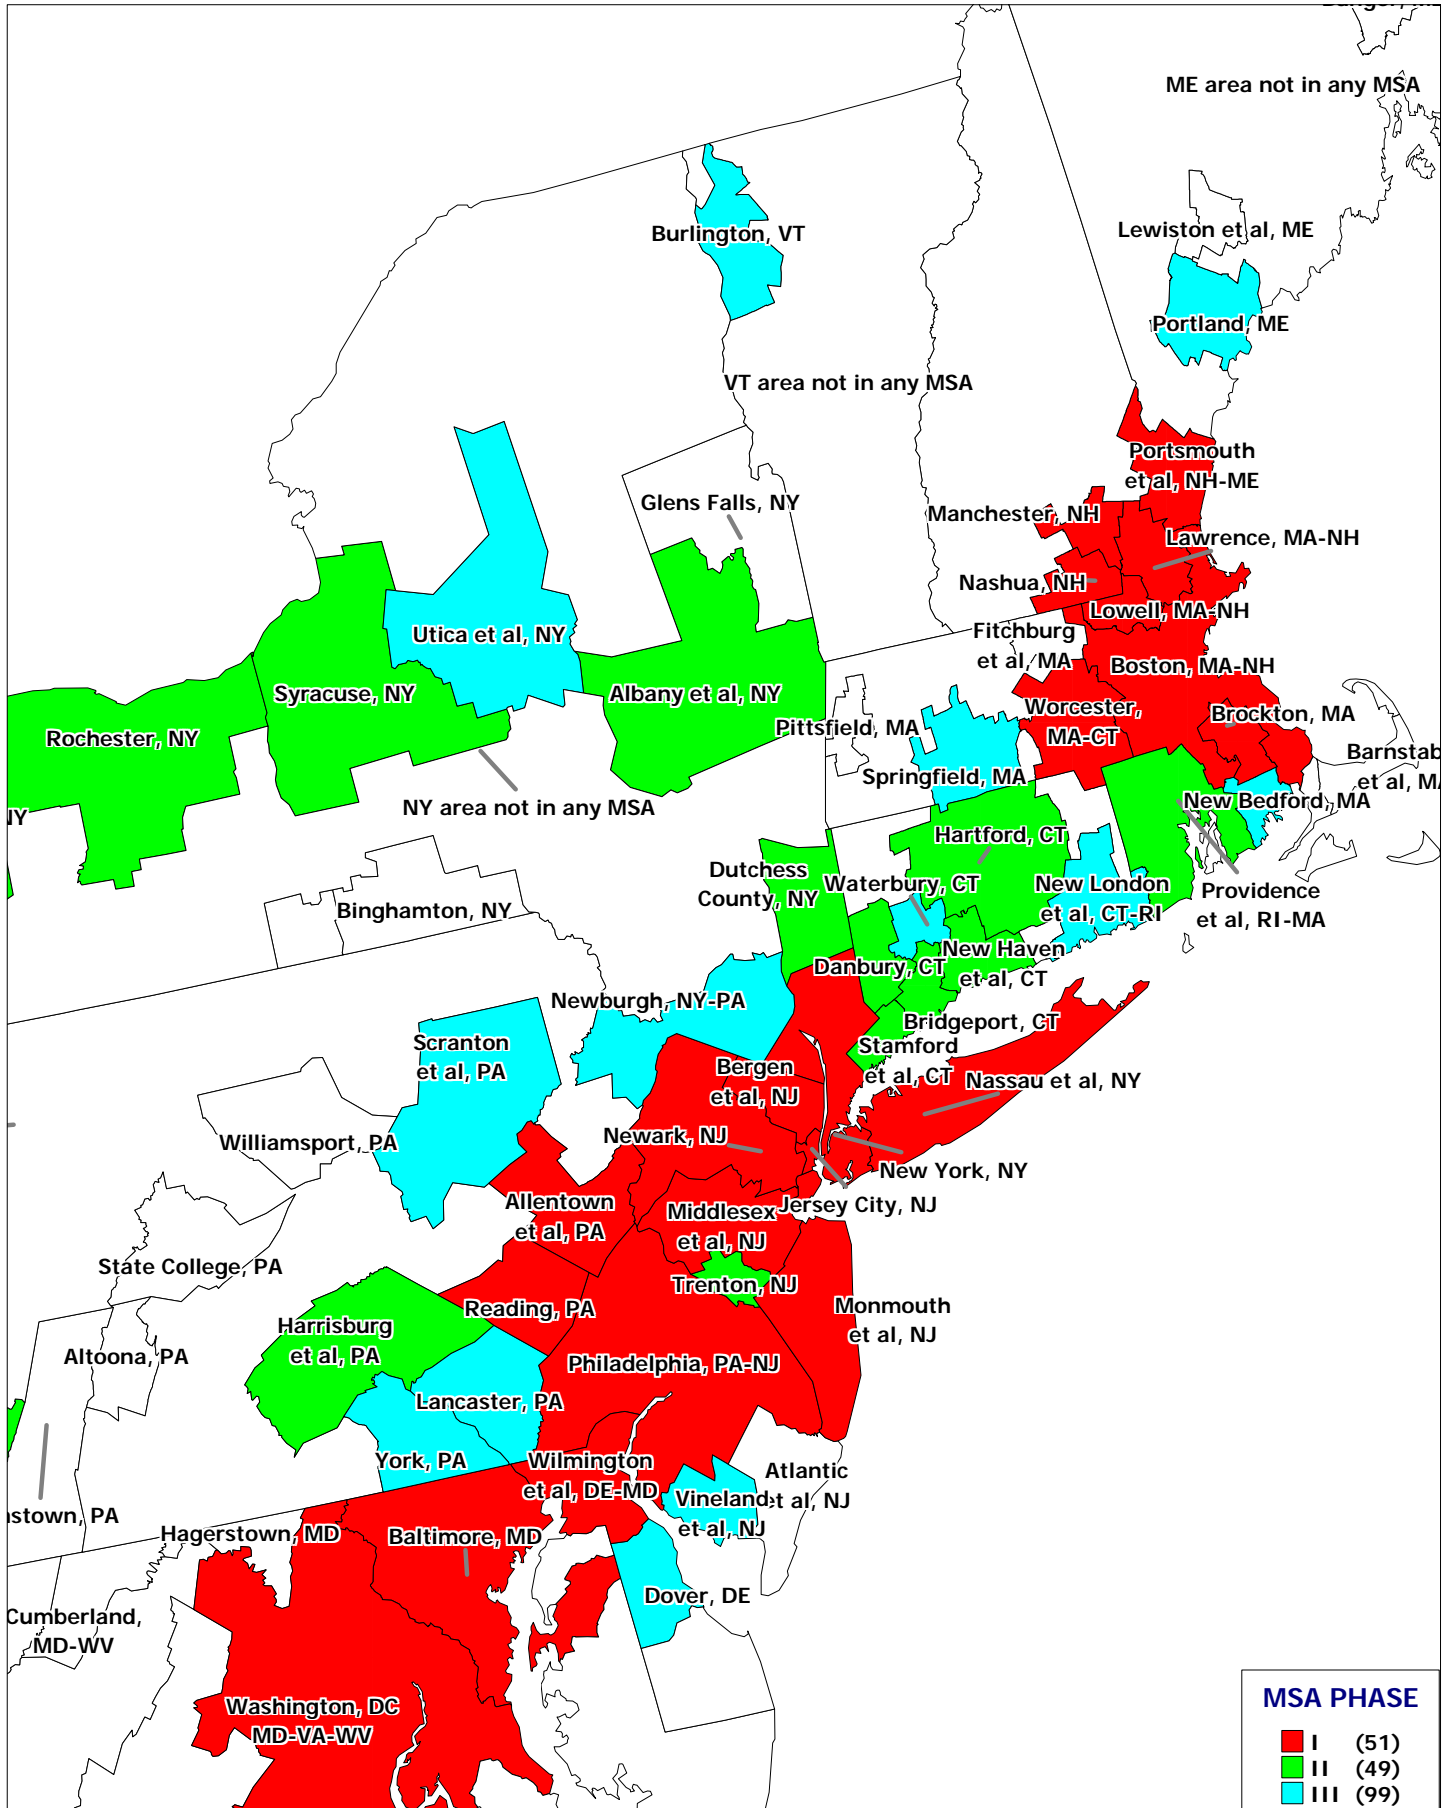 ME area not in any MSA
Burlington, VT
Lewiston et al, ME
Portland, ME
VT area not in any MSA
Portsmouth
et al, NH-ME
Glens Falls, NY
Manchester, NH
Lawrence, MA-NH
Nashua, NH
Lowell, MA-NH
Utica et al, NY
Fitchburg
et al, MA
Boston, MA-NH
Syracuse, NY
Albany et al, NY
Worcester,
MA-CT
Brockton, MA
Pittsfield, MA
Rochester, NY
Barnstab
et al, MA
Springfield, MA
NY area not in any MSA
New Bedford, MA
NY
Hartford, CT
Dutchess
County, NY
Waterbury, CT
New London
et al, CT-RI
Providence
et al, RI-MA
Binghamton, NY
New Haven
et al, CT
Danbury, CT
Newburgh, NY-PA
Bridgeport, CT
Scranton
et al, PA
Stamford
et al, CT
Bergen
et al, NJ
Nassau et al, NY
Williamsport, PA
Newark, NJ
New York, NY
Allentown
et al, PA
Jersey City, NJ
Middlesex
et al, NJ
State College, PA
Trenton, NJ
Reading, PA
Monmouth
et al, NJ
Harrisburg
et al, PA
Altoona, PA
Philadelphia, PA-NJ
Lancaster, PA
York, PA
Wilmington
et al, DE-MD
Atlantic
et al, NJ
Vineland
et al, NJ
nstown, PA
Hagerstown, MD
Baltimore, MD
Dover, DE
Cumberland,
MD-WV
Washington, DC
MD-VA-WV
MSA PHASE
I (51)
II (49)
III (99)